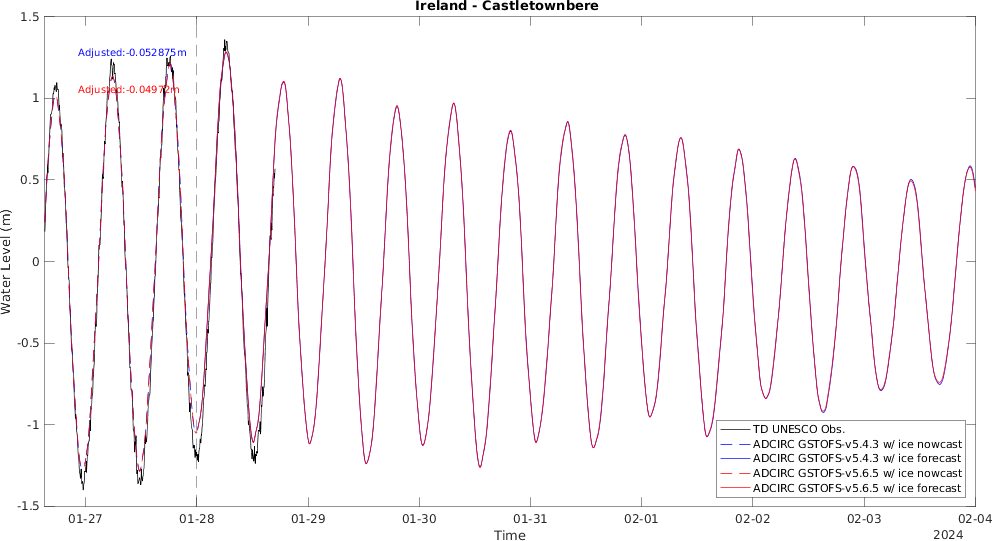 Ireland - Castletownbere
1.5
1
0.5
0
-0.5
-1
-1.5
Water Level (m)
Adjusted:-0.052875m
Adjusted:-0.04972m
TD UNESCO Obs.
ADCIRC GSTOFS-v5.4.3 w/ ice nowcast
ADCIRC GSTOFS-v5.4.3 w/ ice forecast
ADCIRC GSTOFS-v5.6.5 w/ ice nowcast
ADCIRC GSTOFS-v5.6.5 w/ ice forecast
01-27 01-28 01-29 01-30 01-31 02-01 02-02 02-03 02-04
Time
2024